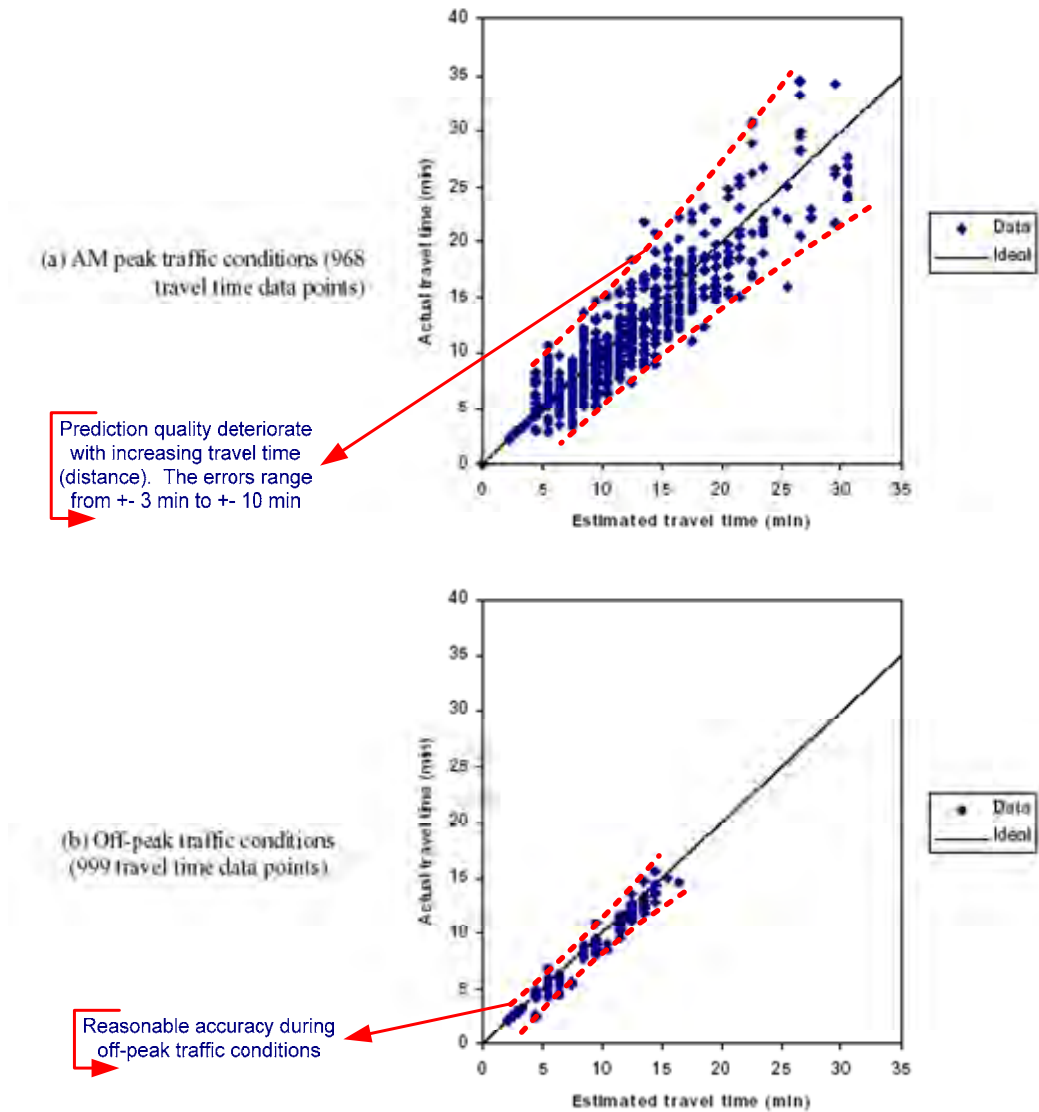 40
35
30
25
20
15
10
5
0
Actual travel time (min)
0 5 10 15 20 25 30 35
Estimated travel time (min)
Data
Ideal
(a) AM peak traffic conditions (968
travel time data points)
Prediction quality deteriorate
with increasing travel time
(distance). The errors range
from +- 3 min to +- 10 min
40
35
30
25
20
15
10
5
0
Actual travel time (min)
0 5 10 15 20 25 30 35
Estimated travel time (min)
Data
Ideal
(b) Off-peak traffic conditions
(999 travel time data points)
Reasonable accuracy during
off-peak traffic conditions